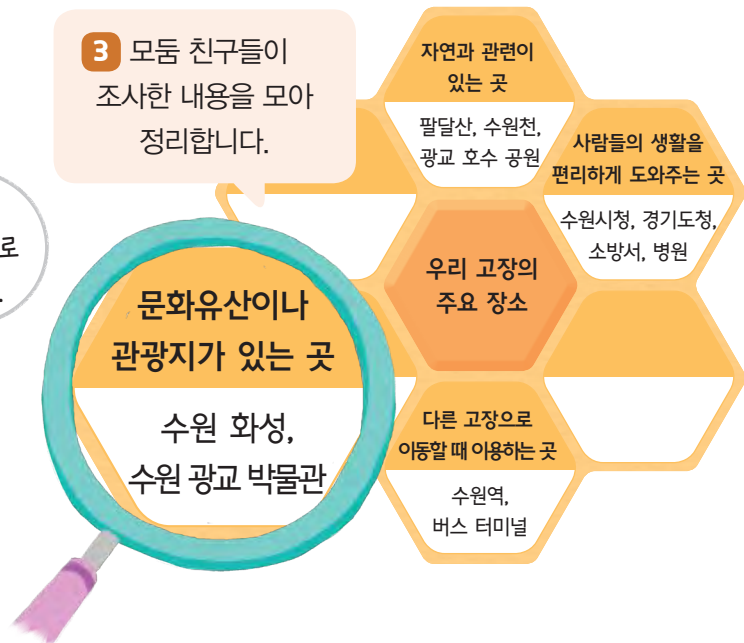 3 모둠 친구들이
조사한 내용을 모아
정리합니다.
로
.
자연과 관련이
있는 곳
팔달산, 수원천,
광교 호수 공원
사람들의 생활을
편리하게 도와주는 곳
수원시청, 경기도청,
소방서, 병원
우리 고장의
주요 장소
문화유산이나
관광지가 있는 곳
수원 화성,
수원 광교 박물관
다른 고장으로
이동할 때 이용하는 곳
수원역,
버스 터미널